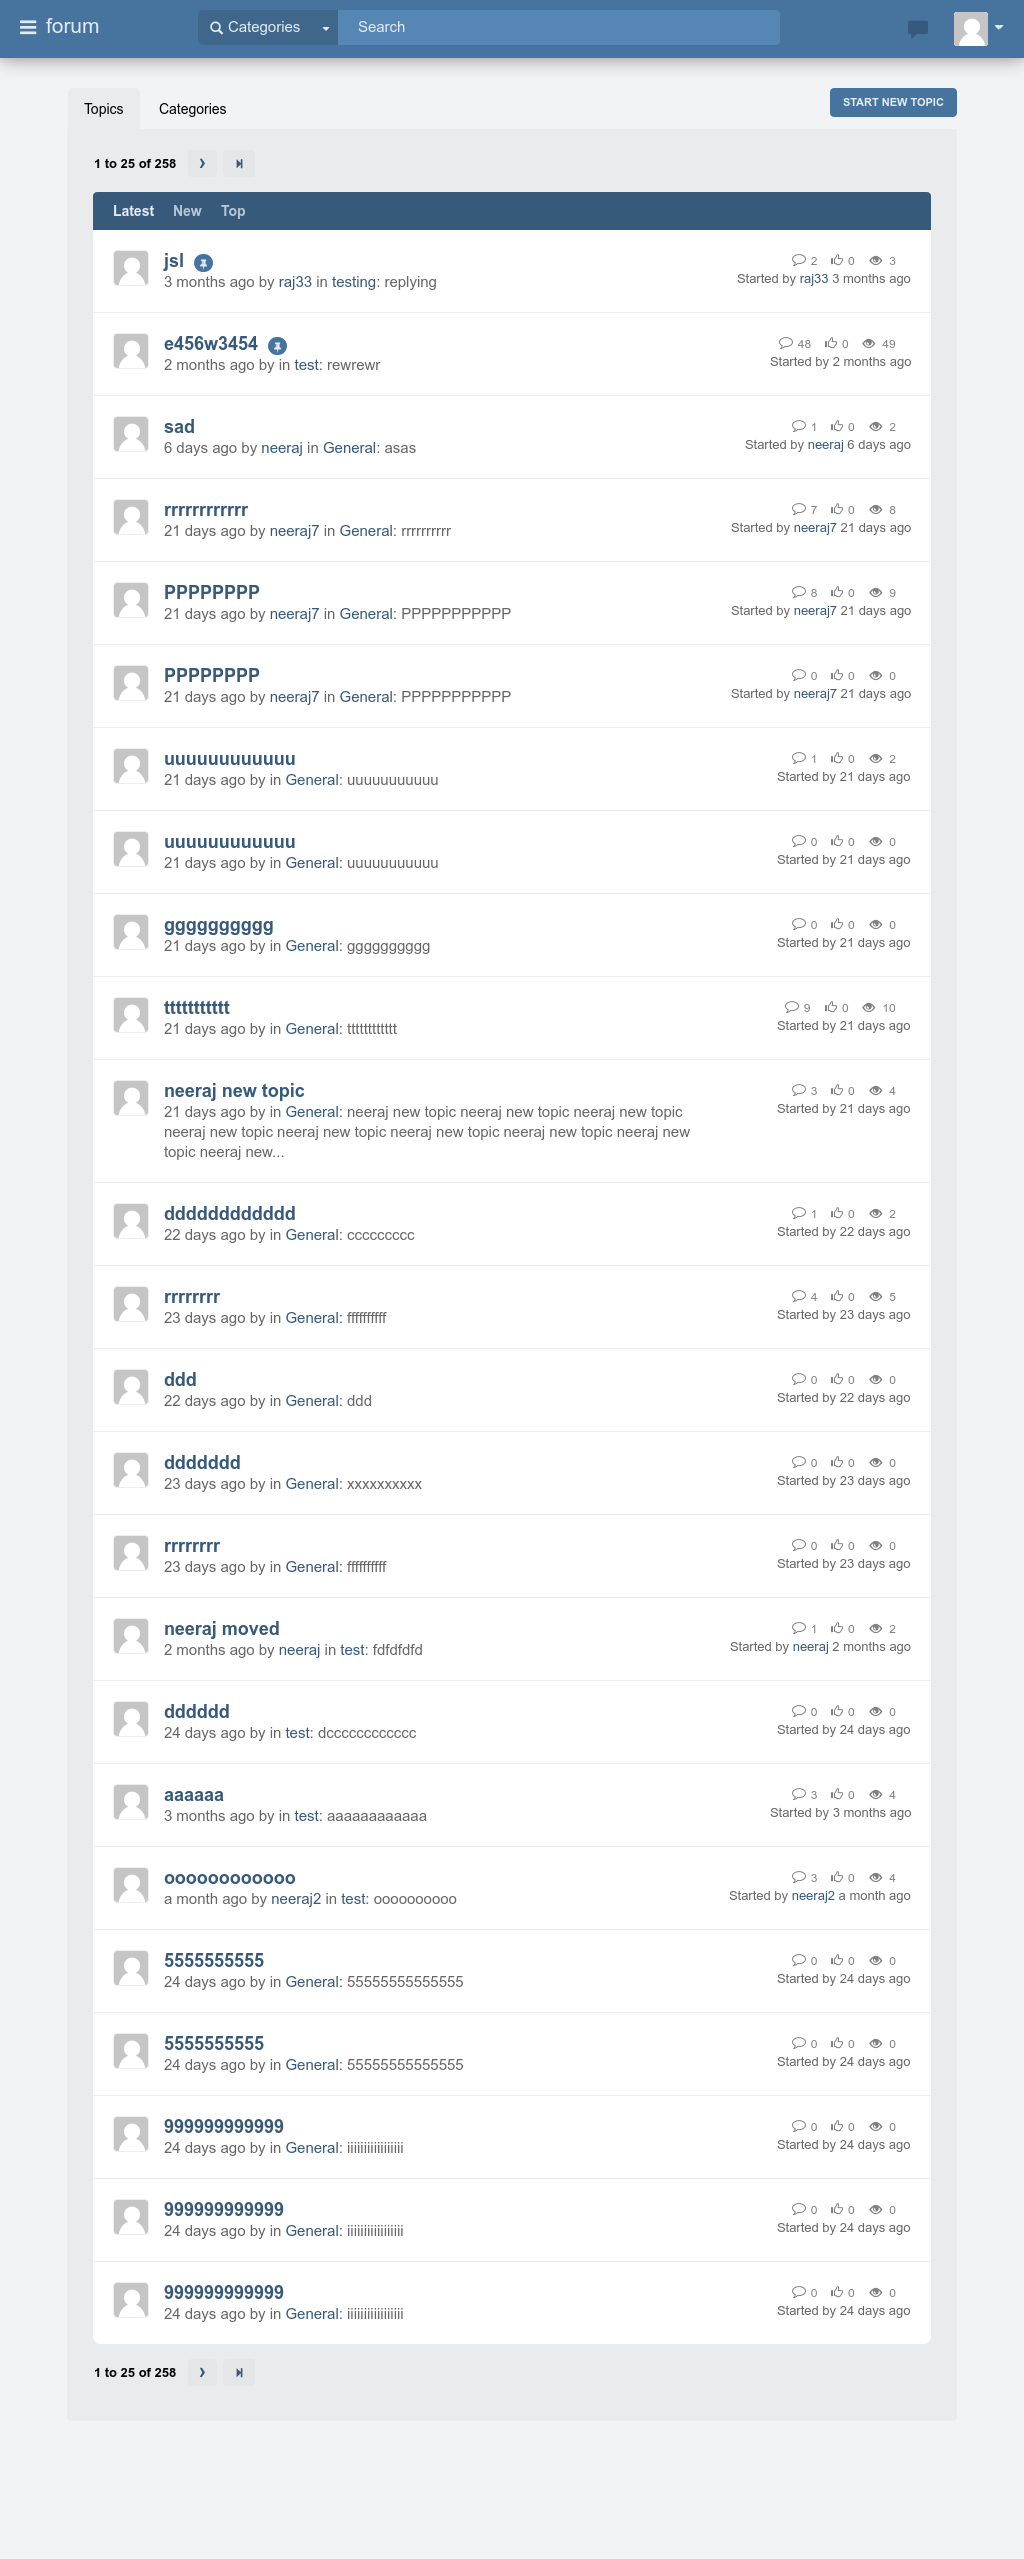 forum
Categories
Search
Topics
Categories
START NEW TOPIC
1 to 25 of 258
Latest New Top
jsl
2 0 3
3 months ago by raj33 in testing: replying
Started by raj33 3 months ago
e456w3454
48 0 49
2 months ago by in test: rewrewr
Started by 2 months ago
sad
1 0 2
6 days ago by neeraj in General: asas
Started by neeraj 6 days ago
rrrrrrrrrrrr
7 0 8
21 days ago by neeraj7 in General: rrrrrrrrrr
Started by neeraj7 21 days ago
PPPPPPPP
8 0 9
21 days ago by neeraj7 in General: PPPPPPPPPPP
Started by neeraj7 21 days ago
PPPPPPPP
0 0 0
21 days ago by neeraj7 in General: PPPPPPPPPPP
Started by neeraj7 21 days ago
uuuuuuuuuuuu
1 0 2
21 days ago by in General: uuuuuuuuuuu
Started by 21 days ago
uuuuuuuuuuuu
0 0 0
21 days ago by in General: uuuuuuuuuuu
Started by 21 days ago
gggggggggg
0 0 0
21 days ago by in General: gggggggggg
Started by 21 days ago
ttttttttttt
9 0 10
21 days ago by in General: tttttttttttt
Started by 21 days ago
neeraj new topic
3 0 4
21 days ago by in General: neeraj new topic neeraj new topic neeraj new topic
Started by 21 days ago
neeraj new topic neeraj new topic neeraj new topic neeraj new topic neeraj new
topic neeraj new...
dddddddddddd
1 0 2
22 days ago by in General: ccccccccc
Started by 22 days ago
rrrrrrrr
4 0 5
23 days ago by in General: ffffffffff
Started by 23 days ago
ddd
0 0 0
22 days ago by in General: ddd
Started by 22 days ago
ddddddd
0 0 0
23 days ago by in General: xxxxxxxxxx
Started by 23 days ago
rrrrrrrr
0 0 0
23 days ago by in General: ffffffffff
Started by 23 days ago
neeraj moved
1 0 2
2 months ago by neeraj in test: fdfdfdfd
Started by neeraj 2 months ago
dddddd
0 0 0
24 days ago by in test: dcccccccccccc
Started by 24 days ago
aaaaaa
3 0 4
3 months ago by in test: aaaaaaaaaaaa
Started by 3 months ago
oooooooooooo
3 0 4
a month ago by neeraj2 in test: oooooooooo
Started by neeraj2 a month ago
5555555555
0 0 0
24 days ago by in General: 55555555555555
Started by 24 days ago
5555555555
0 0 0
24 days ago by in General: 55555555555555
Started by 24 days ago
999999999999
0 0 0
24 days ago by in General: iiiiiiiiiiiiiiiii
Started by 24 days ago
999999999999
0 0 0
24 days ago by in General: iiiiiiiiiiiiiiiii
Started by 24 days ago
999999999999
0 0 0
24 days ago by in General: iiiiiiiiiiiiiiiii
Started by 24 days ago
1 to 25 of 258